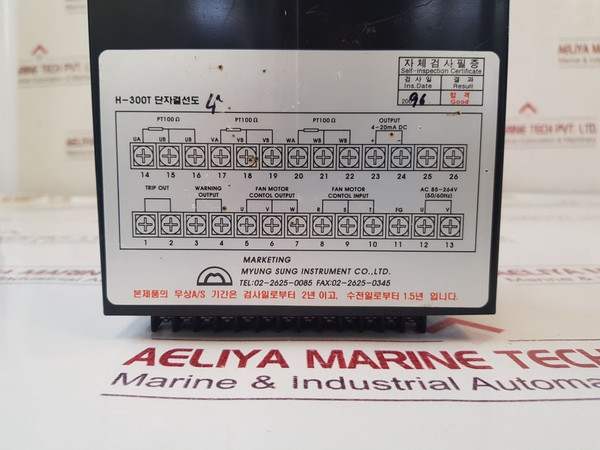 자체검사필증
Self-inspection Certificate
검사일 결과
Ins.Date Result
합격
Good
H-300T 단자결선도
PT100Ω PT100Ω PT100Ω OUTPUT
4-20mA DC
UA UB UB VA VB VB WA WB WB + -
14 15 16 17 18 19 20 21 22 23 24 25 26
TRIP OUT WARNING OUTPUT FAN MOTOR CONTOL OUTPUT FAN MOTOR CONTOL INPUT AC 85-264V (50/60Hz)
U V W R S T FG U V
1 2 3 4 5 6 7 8 9 10 11 12 13
MARKETING
MYUNG SUNG INSTRUMENT CO.,LTD.
TEL:02-2625-0085 FAX:02-2625-0345
본제품의 무상A/S 기간은 검사일로부터 2년 이고, 수전일로부터 1.5년 입니다.
AELIYA MARINE TECH
Marine & Industrial Automa